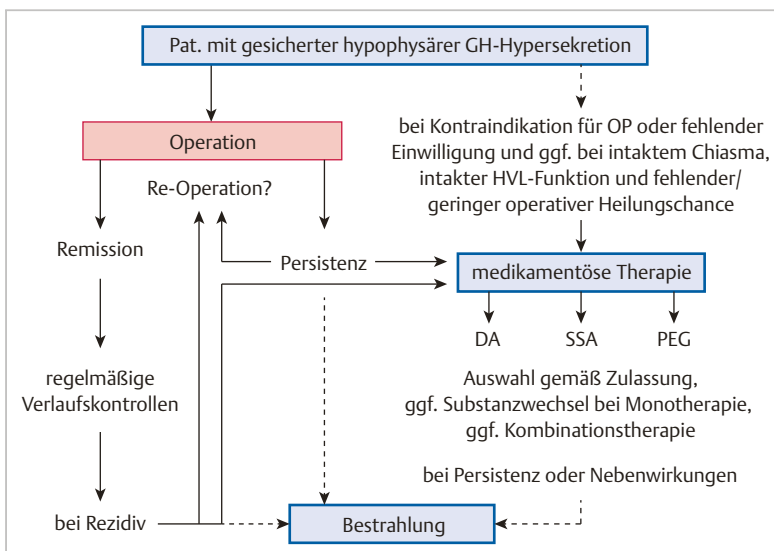 Pat. mit gesicherter hypophysärer GH-Hypersekretion
Operation
bei Kontraindikation für OP oder fehlender
Einwilligung und ggf. bei intaktem Chiasma,
intakter HVL-Funktion und fehlender/
geringer operativer Heilungschance
Re-Operation?
Remission
Persistenz
medikamentöse Therapie
DA
SSA
PEG
regelmäßige
Verlaufskontrollen
Auswahl gemäß Zulassung,
ggf. Substanzwechsel bei Monotherapie,
ggf. Kombinationstherapie
bei Persistenz oder Nebenwirkungen
bei Rezidiv
Bestrahlung